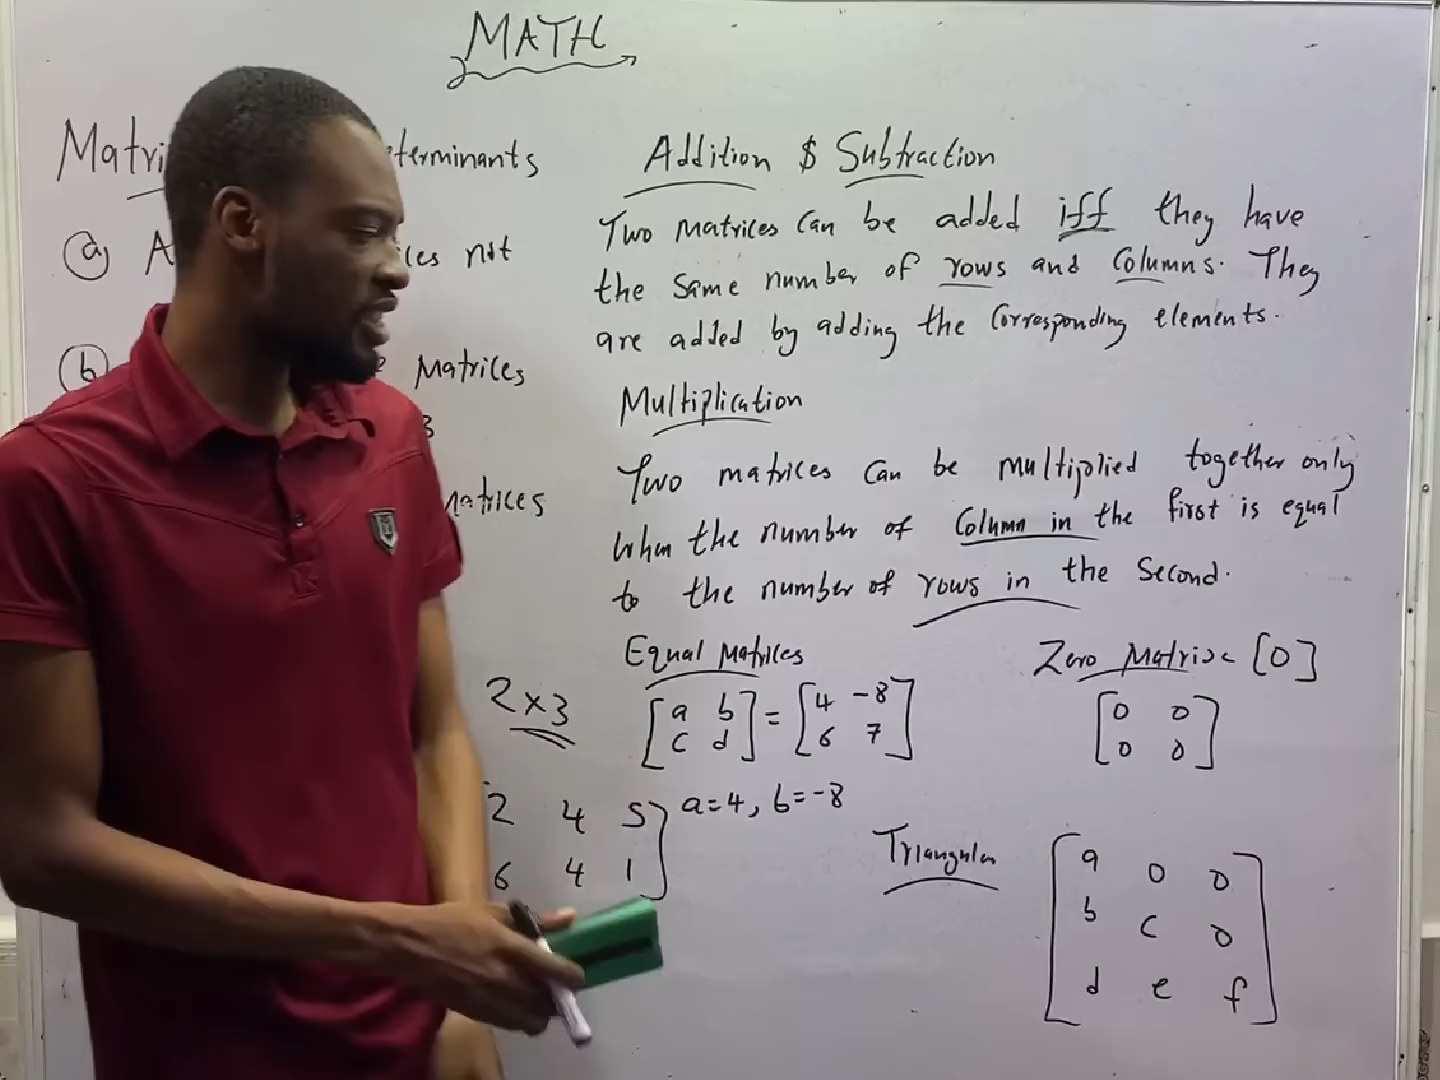 MATH
terminants
Addition $ Subtraction
Two matrices can be added iff they have
the same number of rows and columns. They
are added by adding the corresponding elements.
(a) not
(b) Matrices
Multiplication
Two matrices can be multiplied together only
when the number of column in the first is equal
to the number of rows in the second.
matrices
Equal Matrices
[a b
c d] = [4 -8
6 7]
a=4, b=-8
Zero Matrix [0]
[0 0
0 0]
2×3
2 4 5]
6 4 1]
Triangular
[a 0 0
b c 0
d e f]